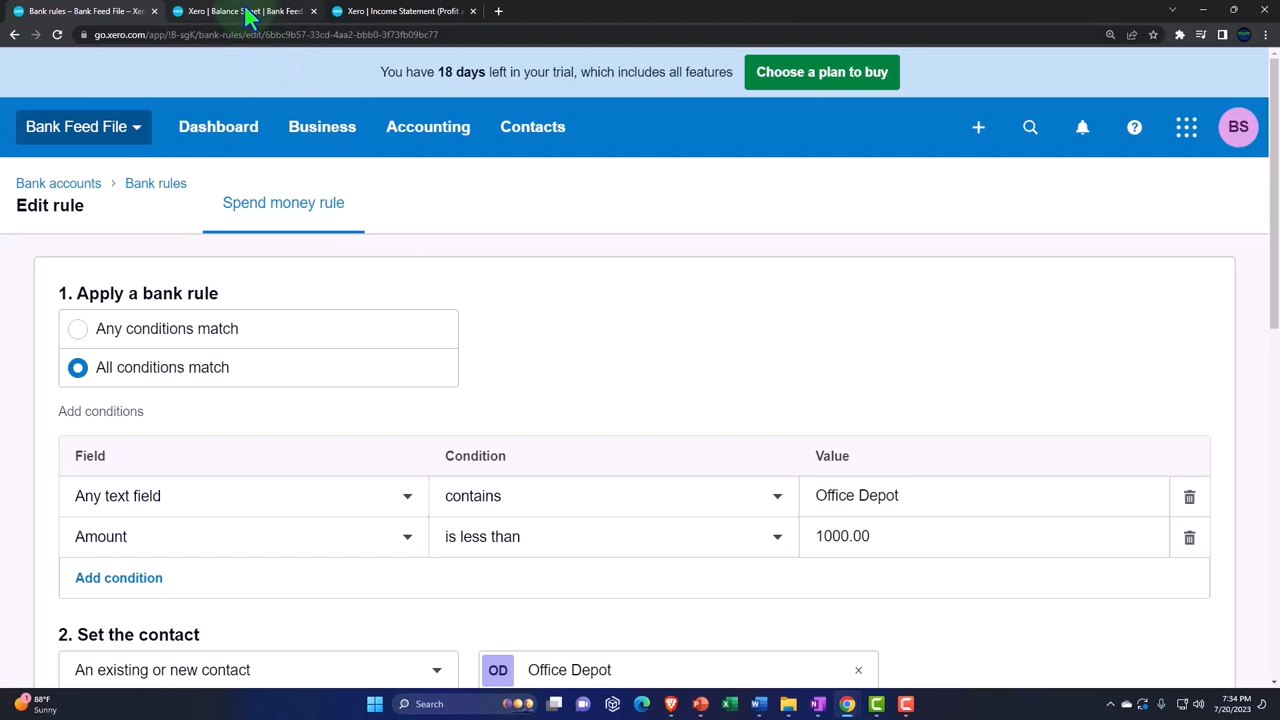 Bank rules – Bank Feed File – Xero
Xero | Balance Sheet | Bank Feed
Xero | Income Statement (Profit a
go.xero.com/app/!B-sgK/bank-rules/edit/6bbc9b57-33cd-4aa2-bbb0-3f73fb09bc77
You have 18 days left in your trial, which includes all features
Choose a plan to buy
Bank Feed File
Dashboard
Business
Accounting
Contacts
BS
Bank accounts > Bank rules
Edit rule
Spend money rule
1. Apply a bank rule
Any conditions match
All conditions match
Add conditions
Field Condition Value
Any text field contains Office Depot
Amount is less than 1000.00
Add condition
2. Set the contact
An existing or new contact
OD Office Depot
1 88°F
Sunny
Search
7:34 PM
7/20/2023